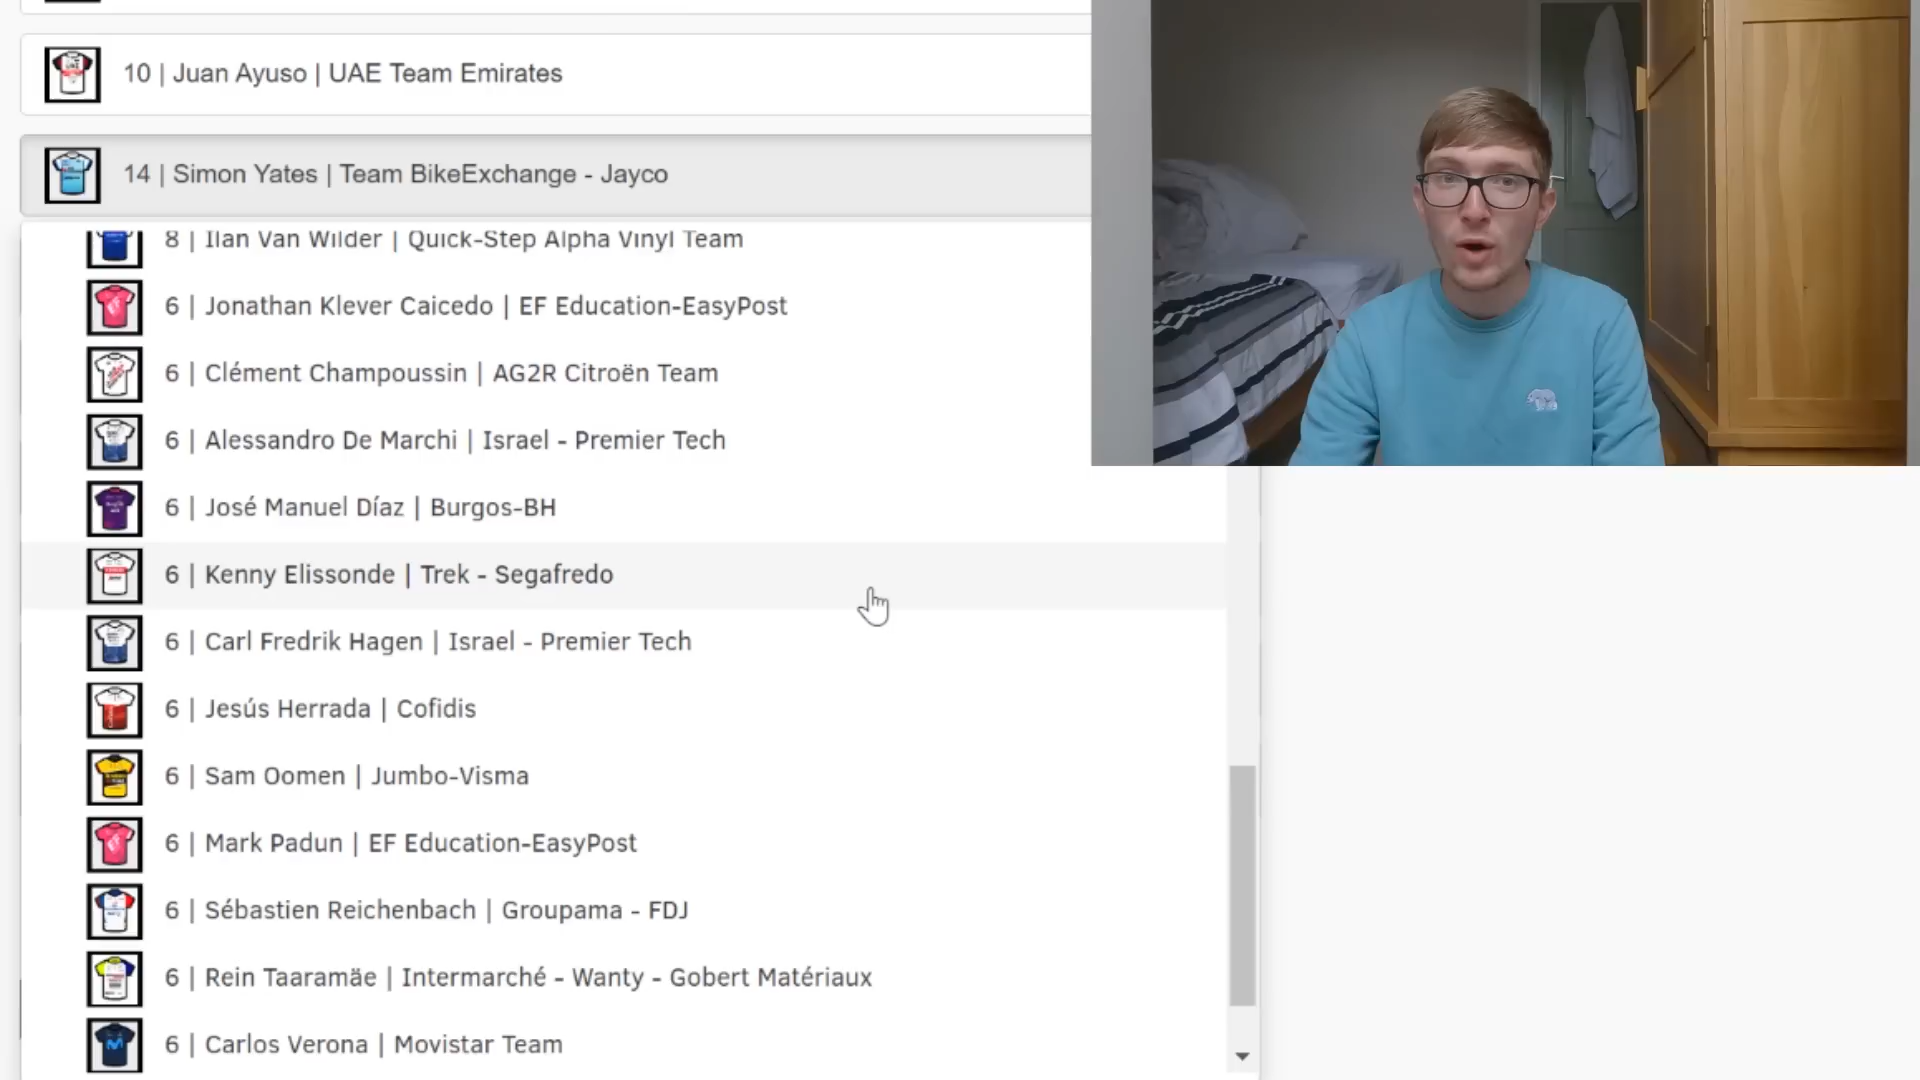 10 | Juan Ayuso | UAE Team Emirates
14 | Simon Yates | Team BikeExchange - Jayco
8 | Ilan Van Wilder | Quick-Step Alpha Vinyl Team
6 | Jonathan Klever Caicedo | EF Education-EasyPost
6 | Clément Champoussin | AG2R Citroën Team
6 | Alessandro De Marchi | Israel - Premier Tech
6 | José Manuel Díaz | Burgos-BH
6 | Kenny Elissonde | Trek - Segafredo
6 | Carl Fredrik Hagen | Israel - Premier Tech
6 | Jesús Herrada | Cofidis
6 | Sam Oomen | Jumbo-Visma
6 | Mark Padun | EF Education-EasyPost
6 | Sébastien Reichenbach | Groupama - FDJ
6 | Rein Taaramäe | Intermarché - Wanty - Gobert Matériaux
6 | Carlos Verona | Movistar Team